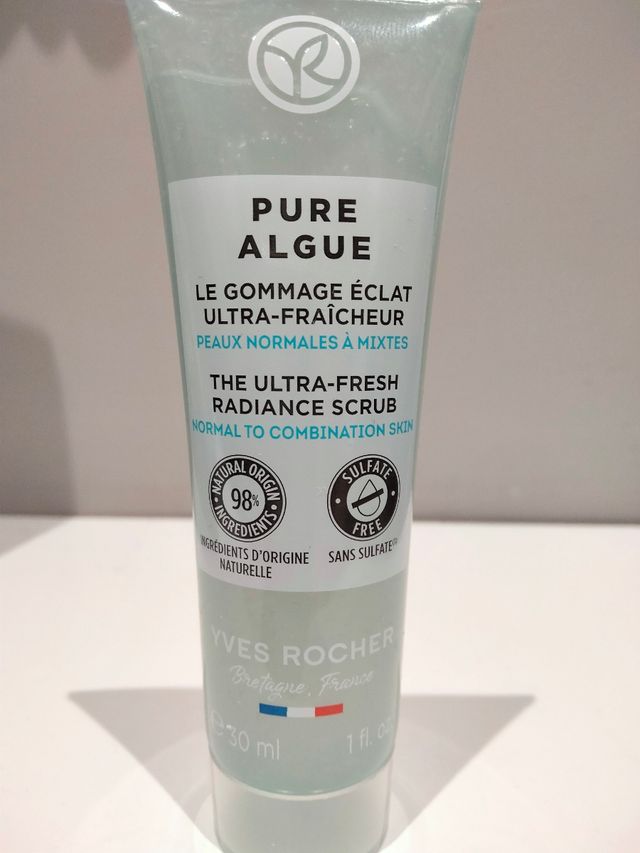 YR
PURE
ALGUE
LE GOMMAGE ÉCLAT
ULTRA-FRAÎCHEUR
PEAUX NORMALES À MIXTES
THE ULTRA-FRESH
RADIANCE SCRUB
NORMAL TO COMBINATION SKIN
NATURAL ORIGIN
98%
INGREDIENTS
INGRÉDIENTS D'ORIGINE
NATURELLE
SULFATE
FREE
SANS SULFATE
YVES ROCHER
Bretagne, France
e 30 ml 1 fl. oz.